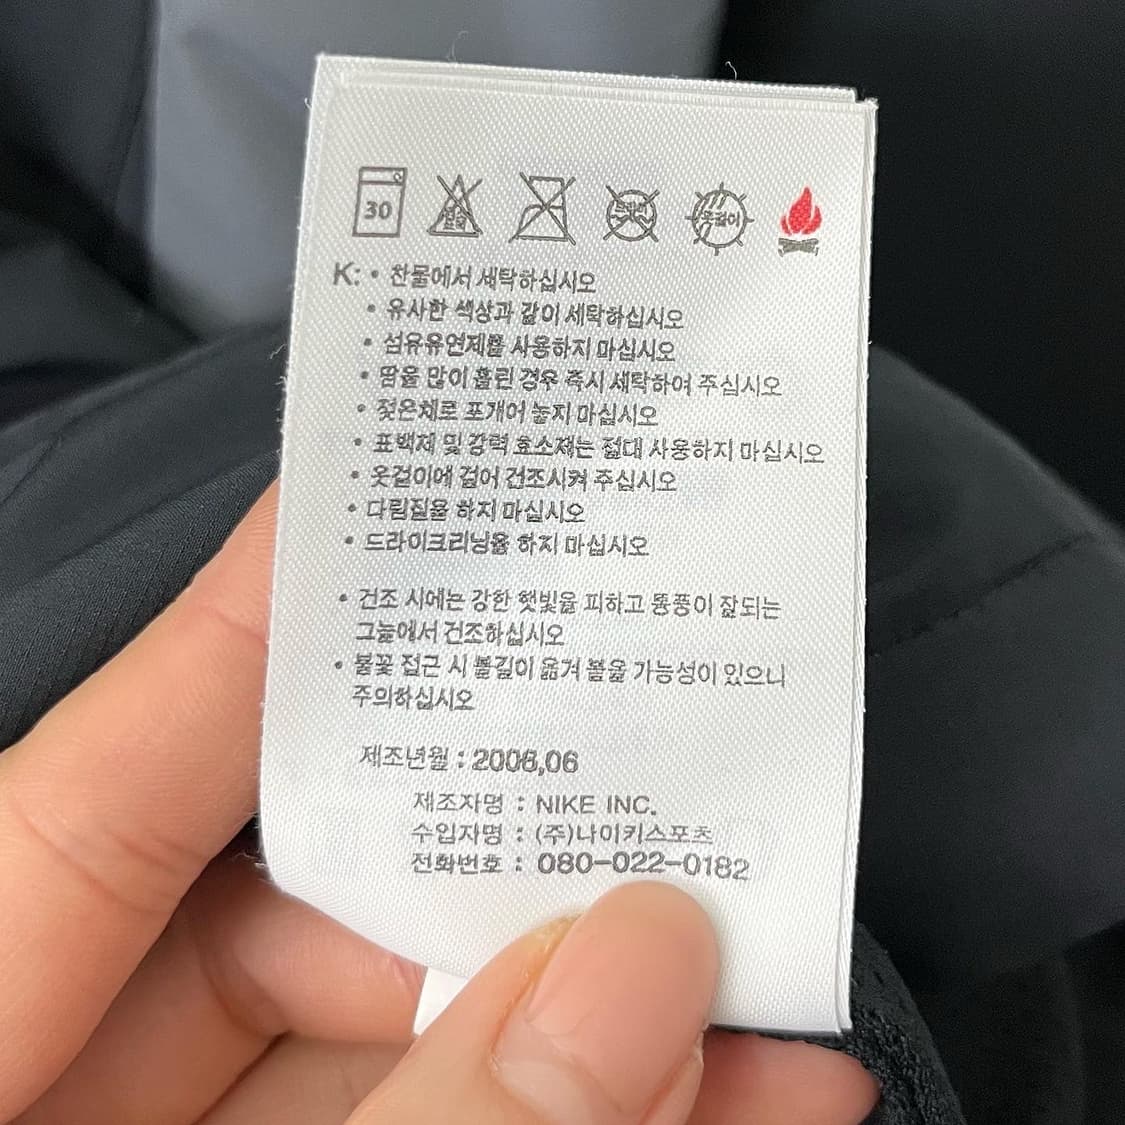 30
염소
표백
드라이
옷걸이
K: • 찬물에서 세탁하십시오
• 유사한 색상과 같이 세탁하십시오
• 섬유유연제를 사용하지 마십시오
• 땀을 많이 흘린 경우 즉시 세탁하여 주십시오
• 젖은채로 포개어 놓지 마십시오
• 표백제 및 강력 효소제는 절대 사용하지 마십시오
• 옷걸이에 걸어 건조시켜 주십시오
• 다림질을 하지 마십시오
• 드라이크리닝을 하지 마십시오
• 건조 시에는 강한 햇빛을 피하고 통풍이 잘되는
그늘에서 건조하십시오
• 불꽃 접근 시 불길이 옮겨 붙을 가능성이 있으니
주의하십시오
제조년월 : 2006,06
제조자명 : NIKE INC.
수입자명 : (주)나이키스포츠
전화번호 : 080-022-0182